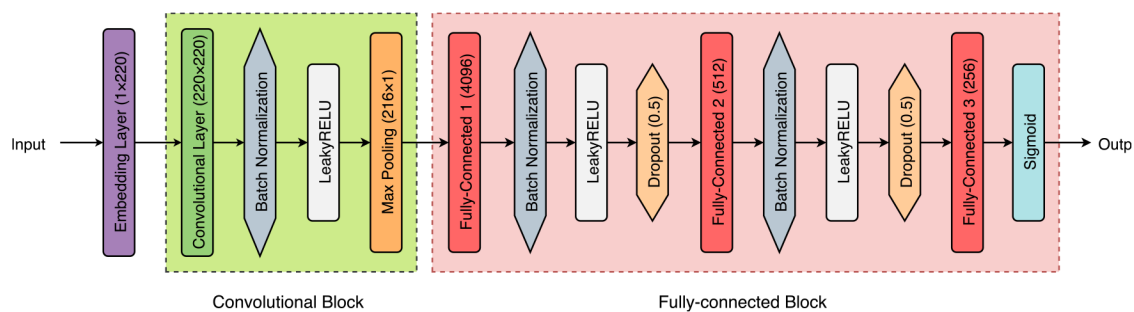 Input
Embedding Layer (1×220)
Convolutional Layer (220×220)
Batch Normalization
LeakyRELU
Max Pooling (216×1)
Fully-Connected 1 (4096)
Batch Normalization
LeakyRELU
Dropout (0.5)
Fully-Connected 2 (512)
Batch Normalization
LeakyRELU
Dropout (0.5)
Fully-Connected 3 (256)
Sigmoid
Outp
Convolutional Block
Fully-connected Block